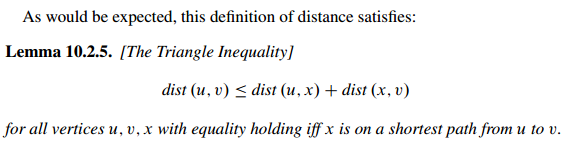 As would be expected, this definition of distance satisfies:
Lemma 10.2.5. [The Triangle Inequality]
dist (u, v) ≤ dist (u, x) + dist (x, v)
for all vertices u, v, x with equality holding iff x is on a shortest path from u to v.